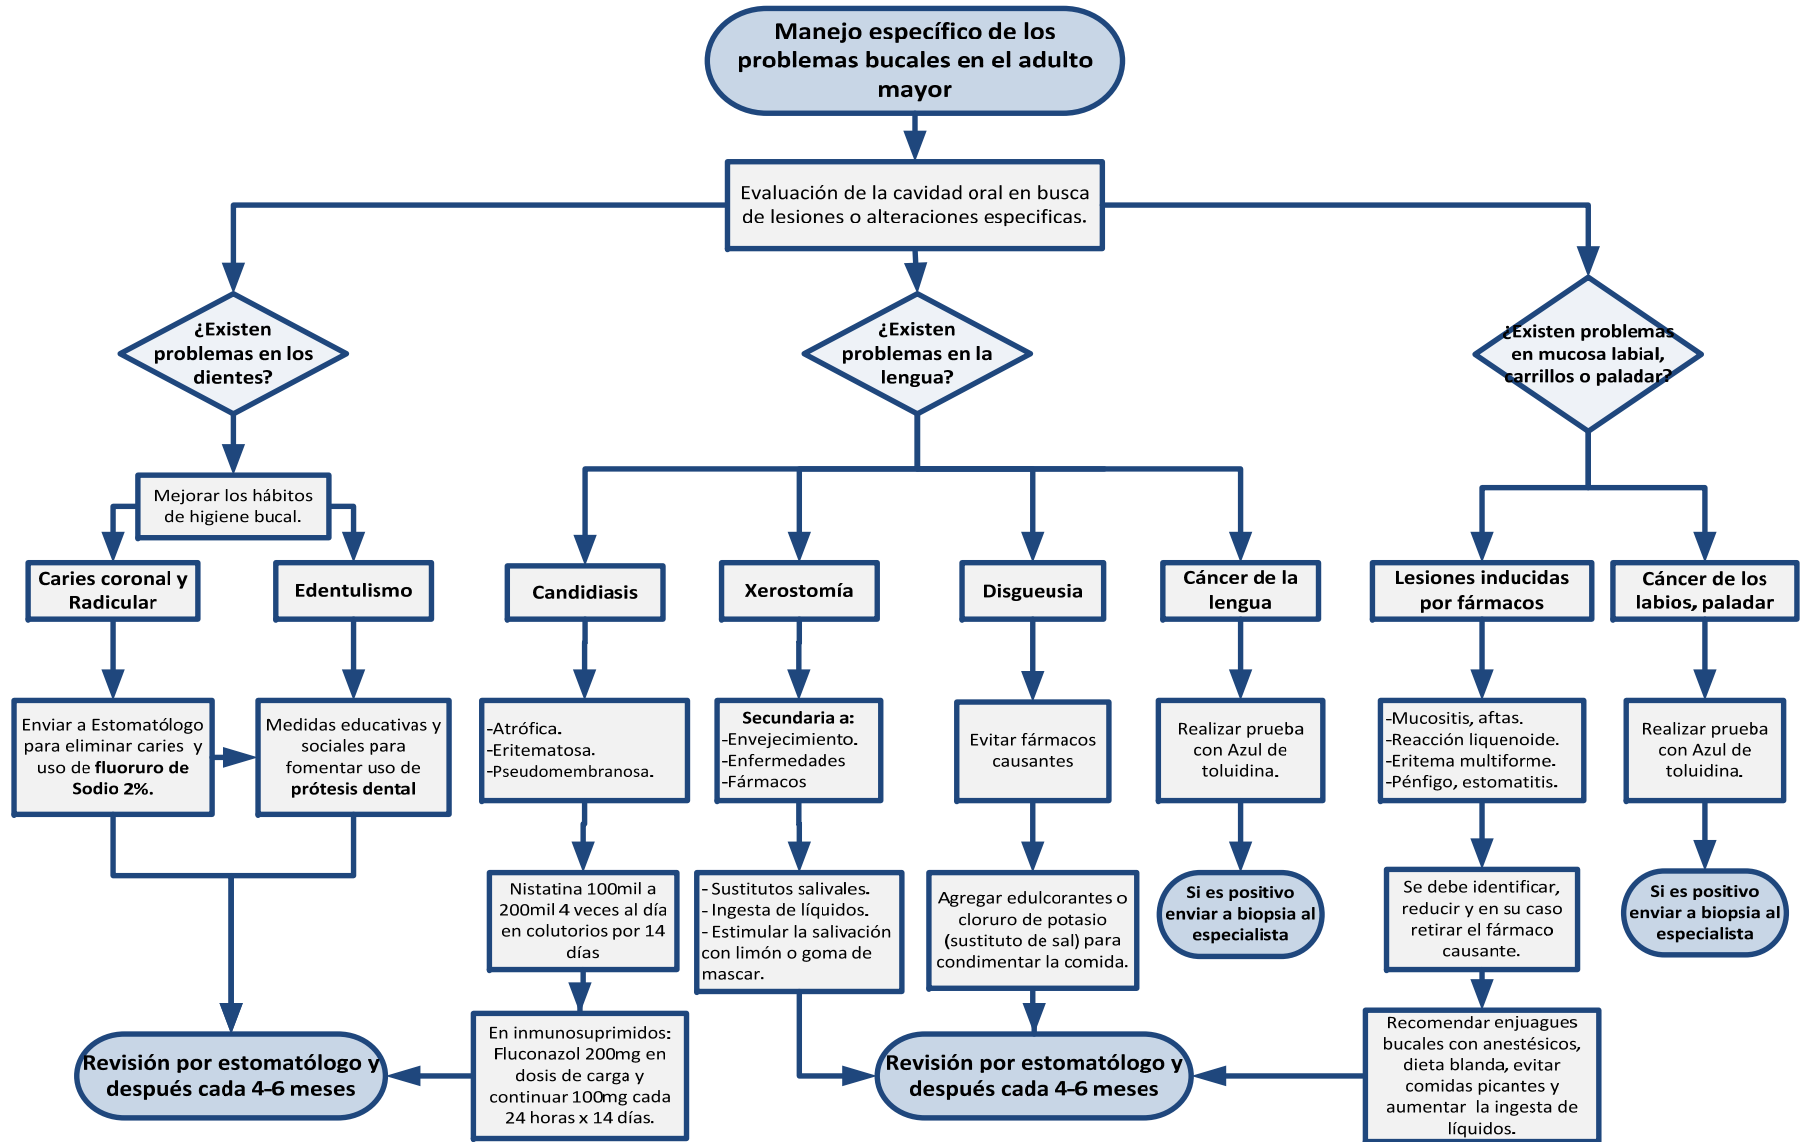 Manejo específico de los
problemas bucales en el adulto
mayor
Evaluación de la cavidad oral en busca
de lesiones o alteraciones especificas.
¿Existen
problemas en los
dientes?
¿Existen
problemas en la
lengua?
¿Existen problemas
en mucosa labial,
carrillos o paladar?
Mejorar los hábitos
de higiene bucal.
Caries coronal y
Radicular
Edentulismo
Candidiasis
Xerostomía
Disgueusia
Cáncer de la
lengua
Lesiones inducidas
por fármacos
Cáncer de los
labios, paladar
Enviar a Estomatólogo
para eliminar caries y
uso de fluoruro de
Sodio 2%.
Medidas educativas y
sociales para
fomentar uso de
prótesis dental
-Atrófica.
-Eritematosa.
-Pseudomembranosa.
Secundaria a:
-Envejecimiento.
-Enfermedades
-Fármacos
Evitar fármacos
causantes
Realizar prueba
con Azul de
toluidina.
-Mucositis, aftas.
-Reacción liquenoide.
-Eritema multiforme.
-Pénfigo, estomatitis.
Realizar prueba
con Azul de
toluidina.
Nistatina 100mil a
200mil 4 veces al día
en colutorios por 14
días
- Sustitutos salivales.
- Ingesta de líquidos.
- Estimular la salivación
con limón o goma de
mascar.
Agregar edulcorantes o
cloruro de potasio
(sustituto de sal) para
condimentar la comida.
Si es positivo
enviar a biopsia al
especialista
Se debe identificar,
reducir y en su caso
retirar el fármaco
causante.
Si es positivo
enviar a biopsia al
especialista
Revisión por estomatólogo y
después cada 4-6 meses
En inmunosuprimidos:
Fluconazol 200mg en
dosis de carga y
continuar 100mg cada
24 horas x 14 días.
Revisión por estomatólogo y
después cada 4-6 meses
Recomendar enjuagues
bucales con anestésicos,
dieta blanda, evitar
comidas picantes y
aumentar la ingesta de
líquidos.